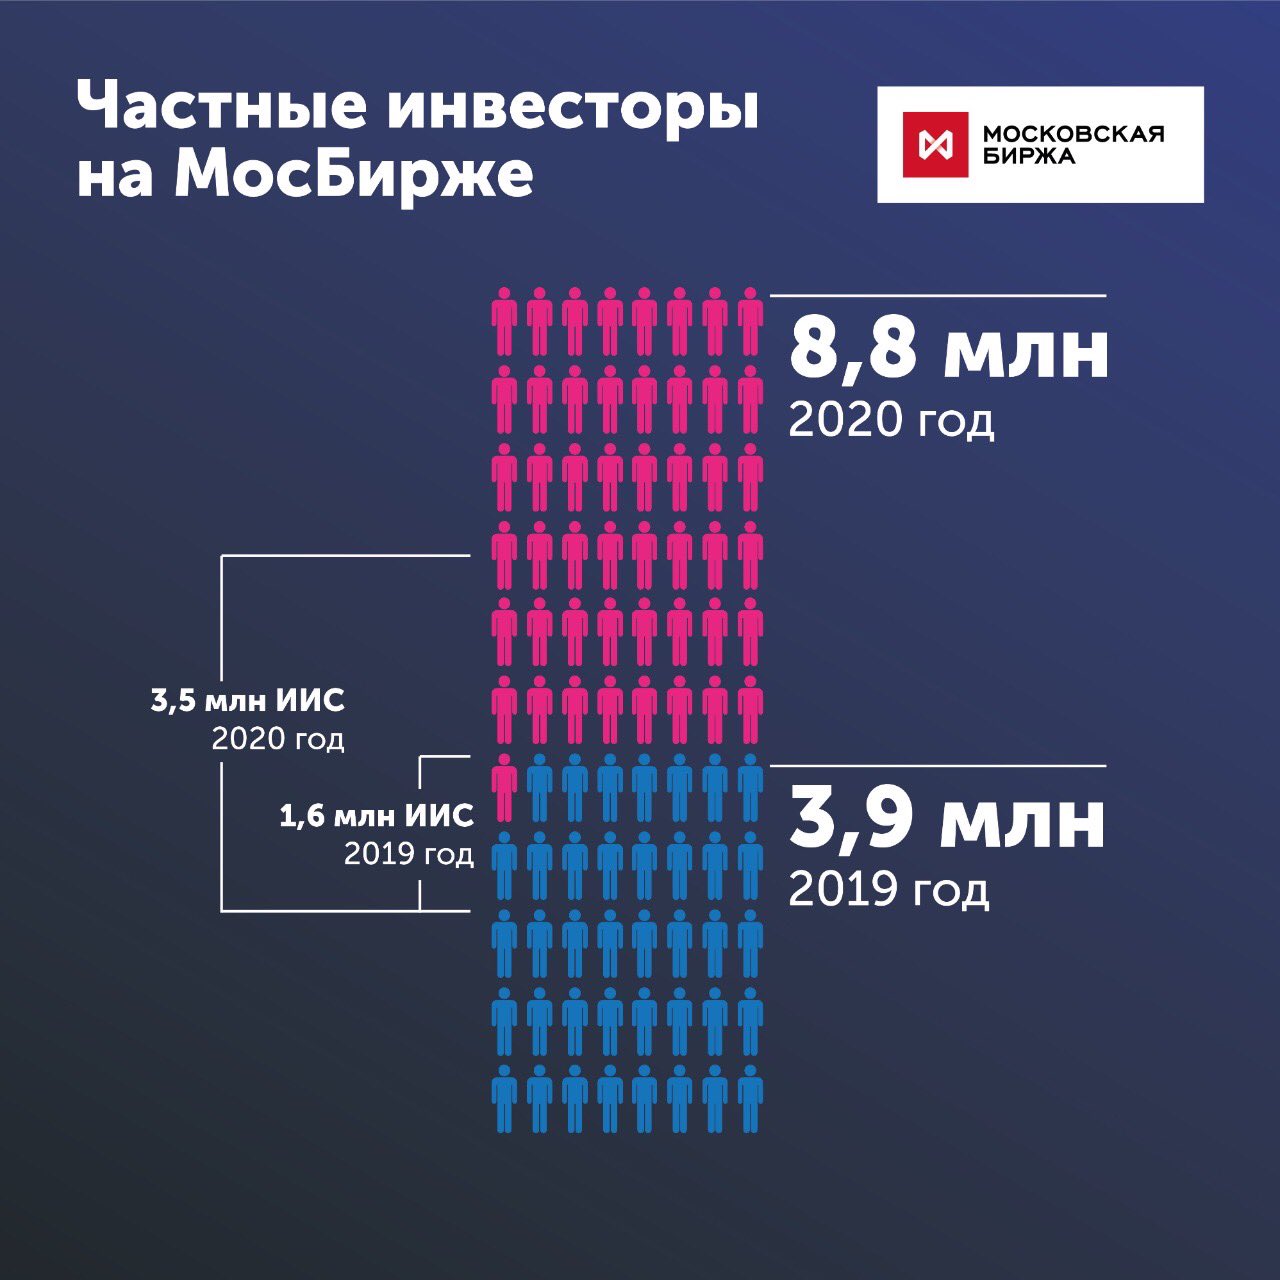 Частные инвесторы
на МосБирже
МОСКОВСКАЯ
БИРЖА
8,8 млн
2020 год
3,5 млн ИИС
2020 год
1,6 млн ИИС
2019 год
3,9 млн
2019 год